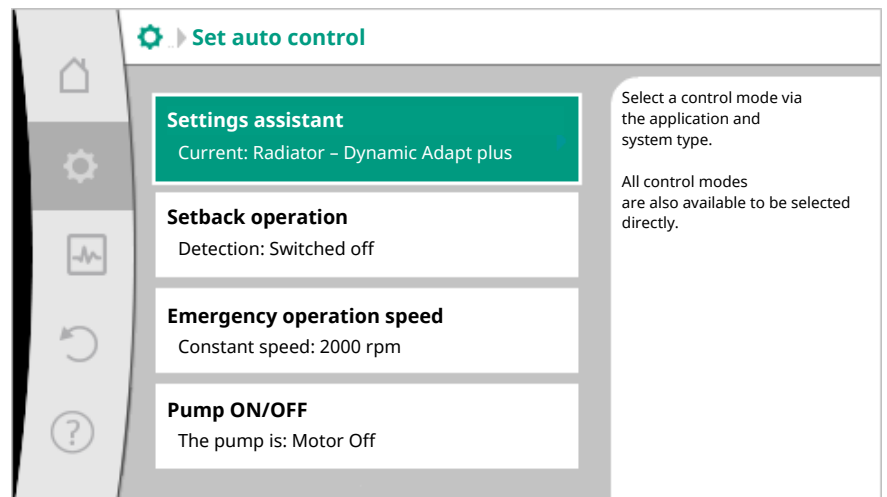 Set auto control
Settings assistant
Current: Radiator – Dynamic Adapt plus
Setback operation
Detection: Switched off
Emergency operation speed
Constant speed: 2000 rpm
Pump ON/OFF
The pump is: Motor Off
Select a control mode via
the application and
system type.
All control modes
are also available to be selected
directly.
?